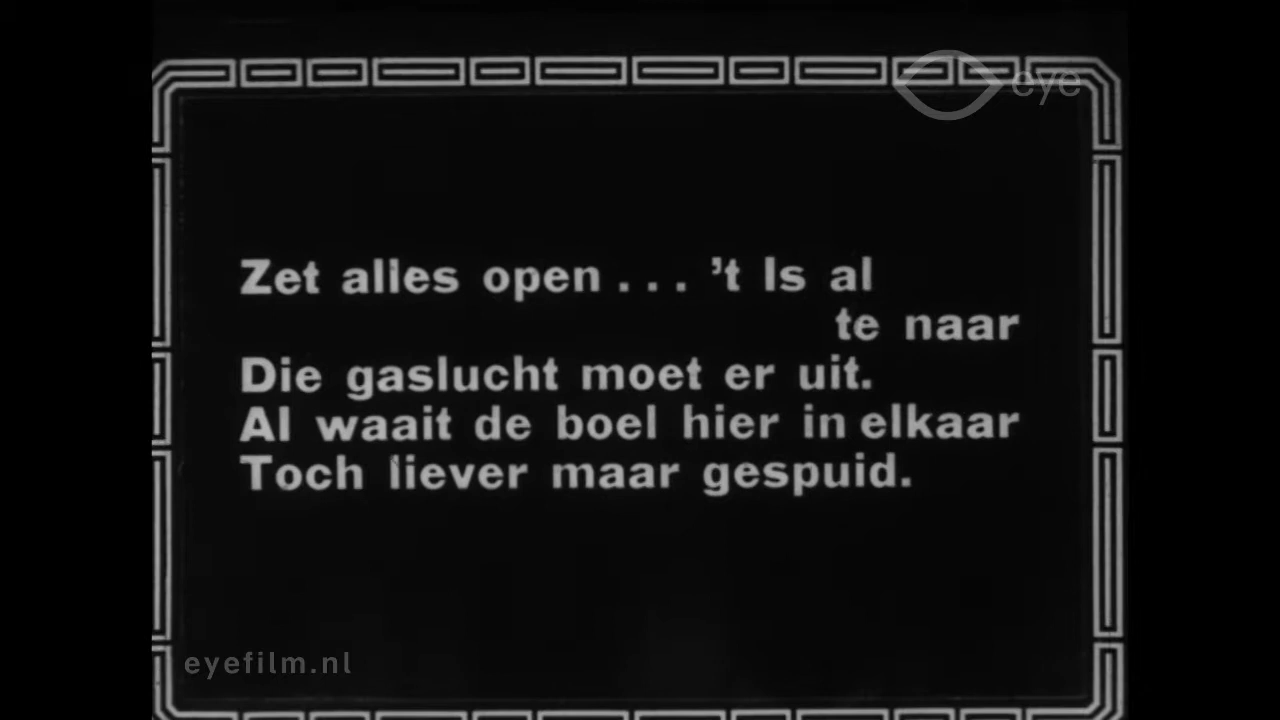 eye
Zet alles open... 't Is al
te naar
Die gaslucht moet er uit.
Al waait de boel hier in elkaar
Toch liever maar gespuid.
eyefilm.nl